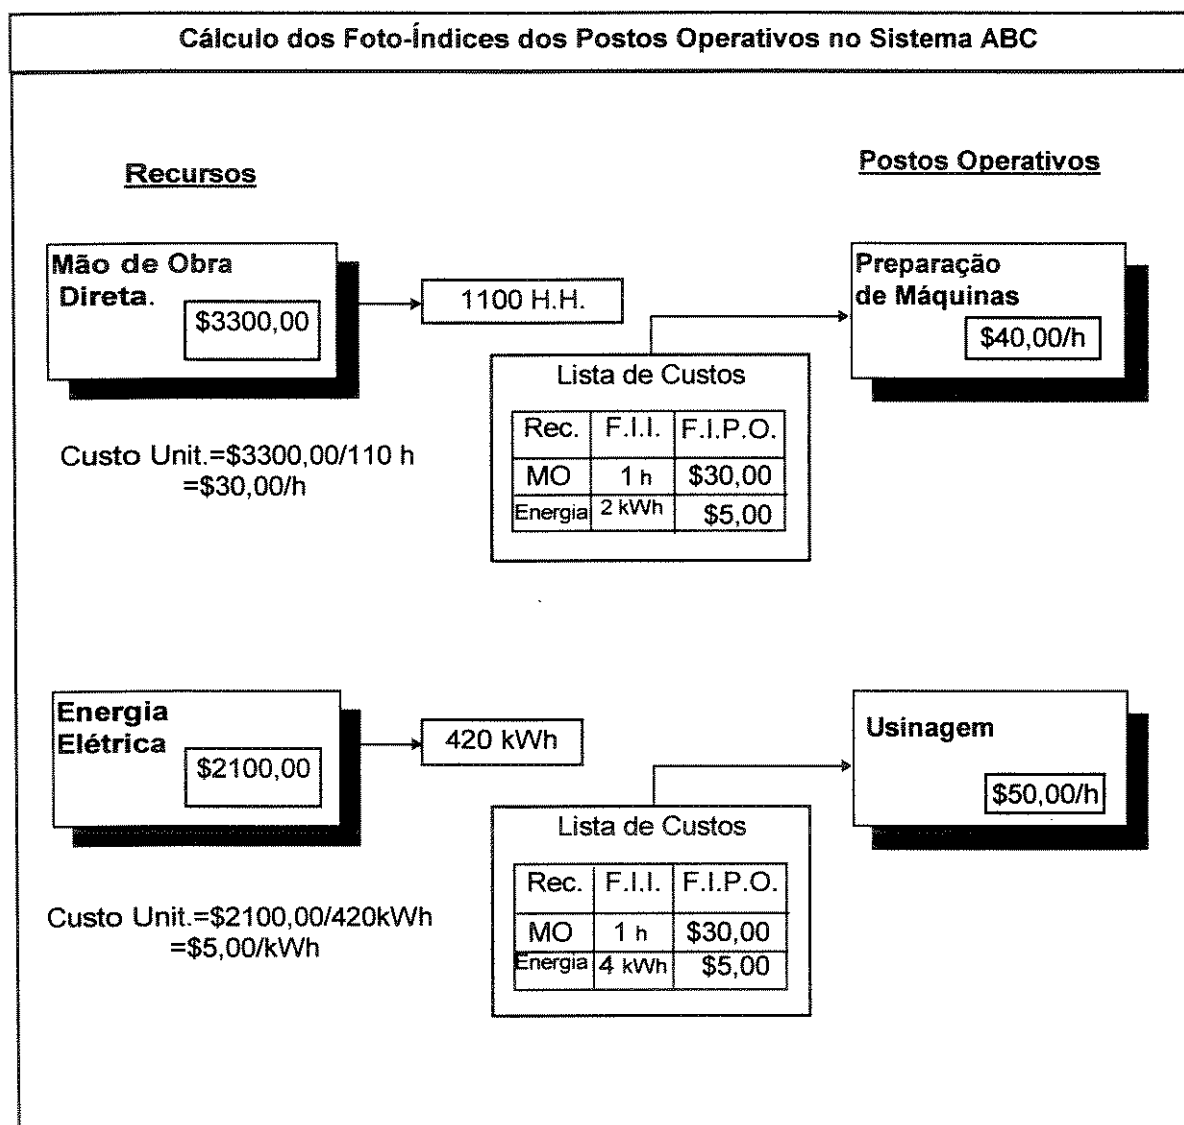 Cálculo dos Foto-Índices dos Postos Operativos no Sistema ABC
Recursos
Postos Operativos
Mão de Obra
Direta.
$3300,00
1100 H.H.
Preparação
de Máquinas
$40,00/h
Lista de Custos
Rec. F.I.I. F.I.P.O.
MO 1 h $30,00
Energia 2 kWh $5,00
Custo Unit.=$3300,00/110 h
=$30,00/h
Energia
Elétrica
$2100,00
420 kWh
Usinagem
$50,00/h
Lista de Custos
Rec. F.I.I. F.I.P.O.
MO 1 h $30,00
Energia 4 kWh $5,00
Custo Unit.=$2100,00/420kWh
=$5,00/kWh